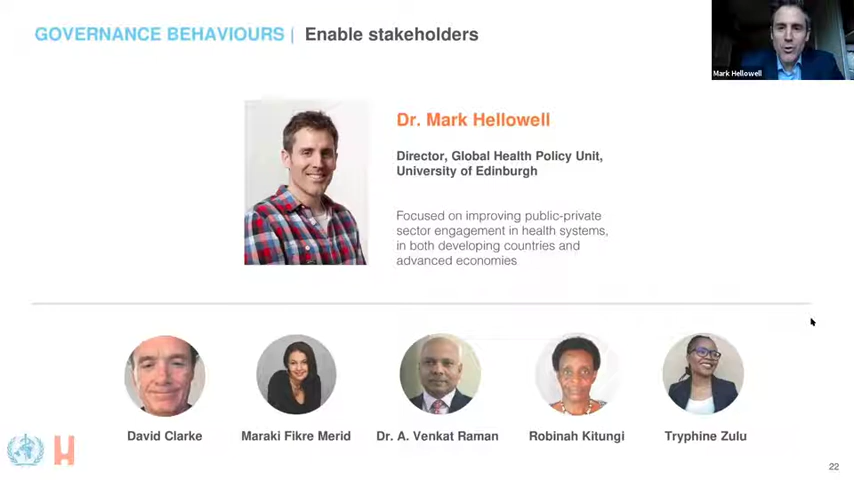 GOVERNANCE BEHAVIOURS | Enable stakeholders
Mark Hellowell
Dr. Mark Hellowell
Director, Global Health Policy Unit,
University of Edinburgh
Focused on improving public-private
sector engagement in health systems,
in both developing countries and
advanced economies
David Clarke
Maraki Fikre Merid
Dr. A. Venkat Raman
Robinah Kitungi
Tryphine Zulu
22